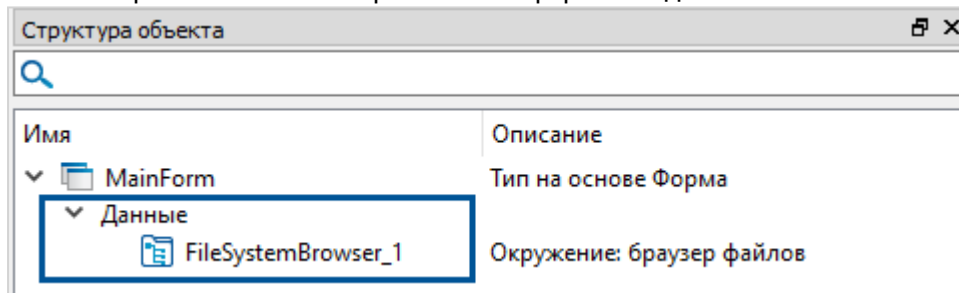 Структура объекта
Имя Описание
MainForm Тип на основе Форма
Данные
FileSystemBrowser_1 Окружение: браузер файлов